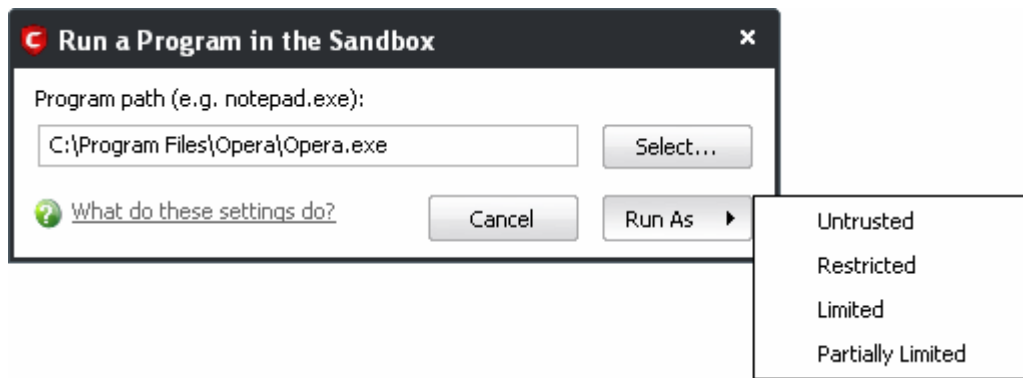 Run a Program in the Sandbox
Program path (e.g. notepad.exe):
C:\Program Files\Opera\Opera.exe
Select...
What do these settings do?
Cancel
Run As
Untrusted
Restricted
Limited
Partially Limited